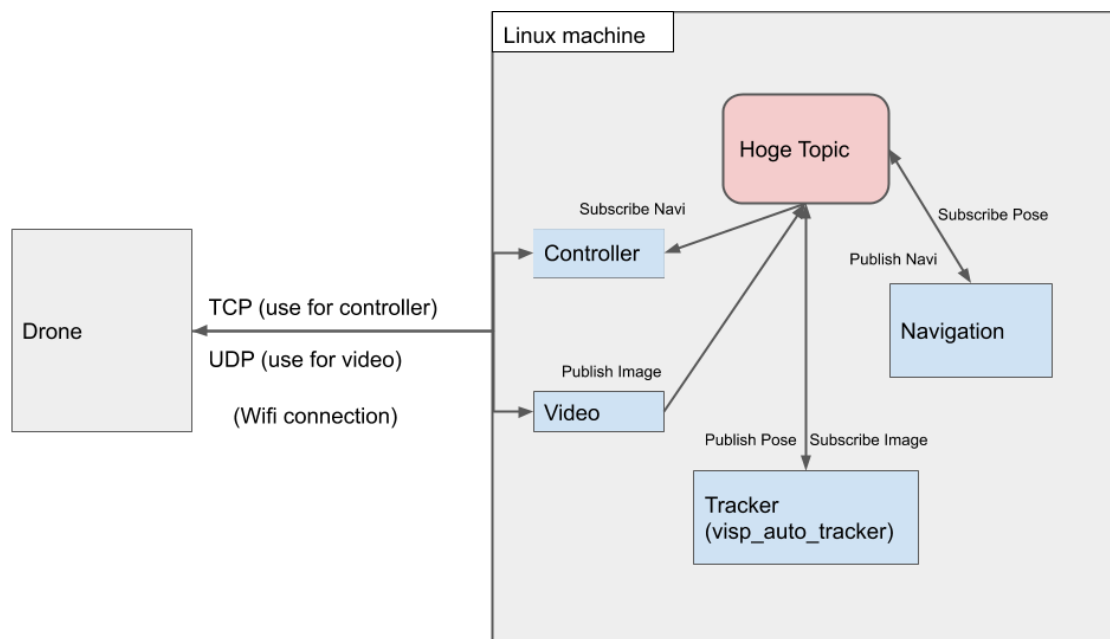 Linux machine
Hoge Topic
Subscribe Navi
Subscribe Pose
Controller
Publish Navi
TCP (use for controller)
Drone
Navigation
UDP (use for video)
Publish Image
(Wifi connection)
Video
Publish Pose
Subscribe Image
Tracker
(visp_auto_tracker)